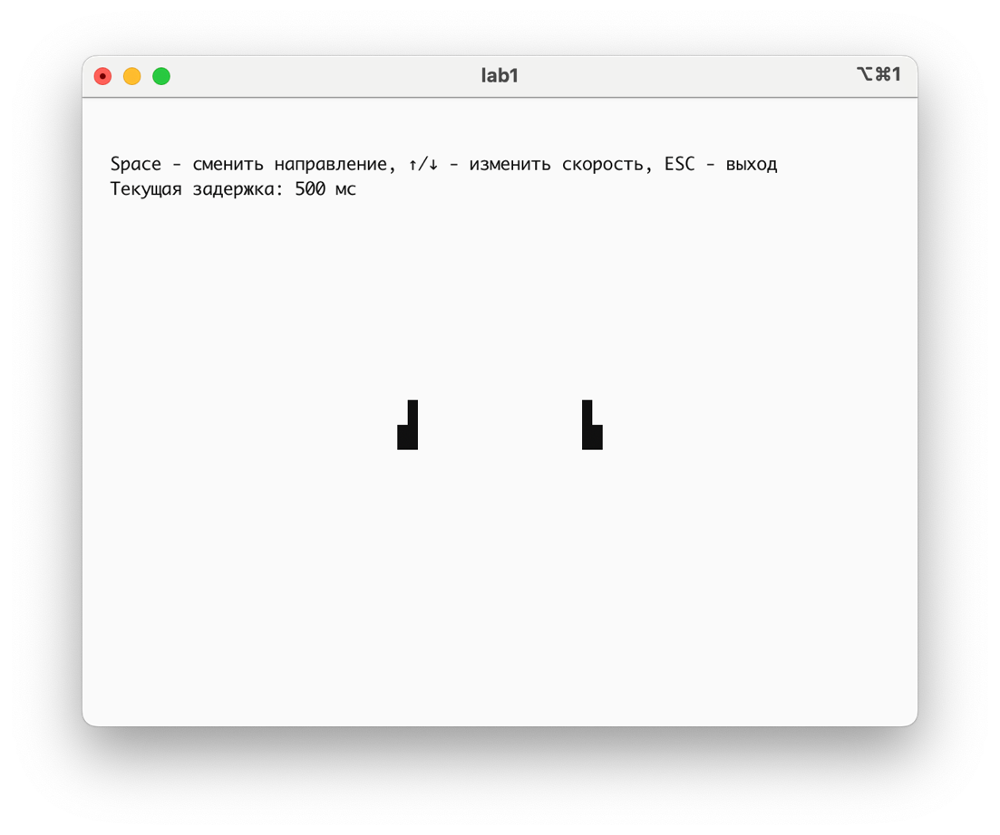 lab1
⌥⌘1
Space - сменить направление, ↑/↓ - изменить скорость, ESC - выход
Текущая задержка: 500 мс